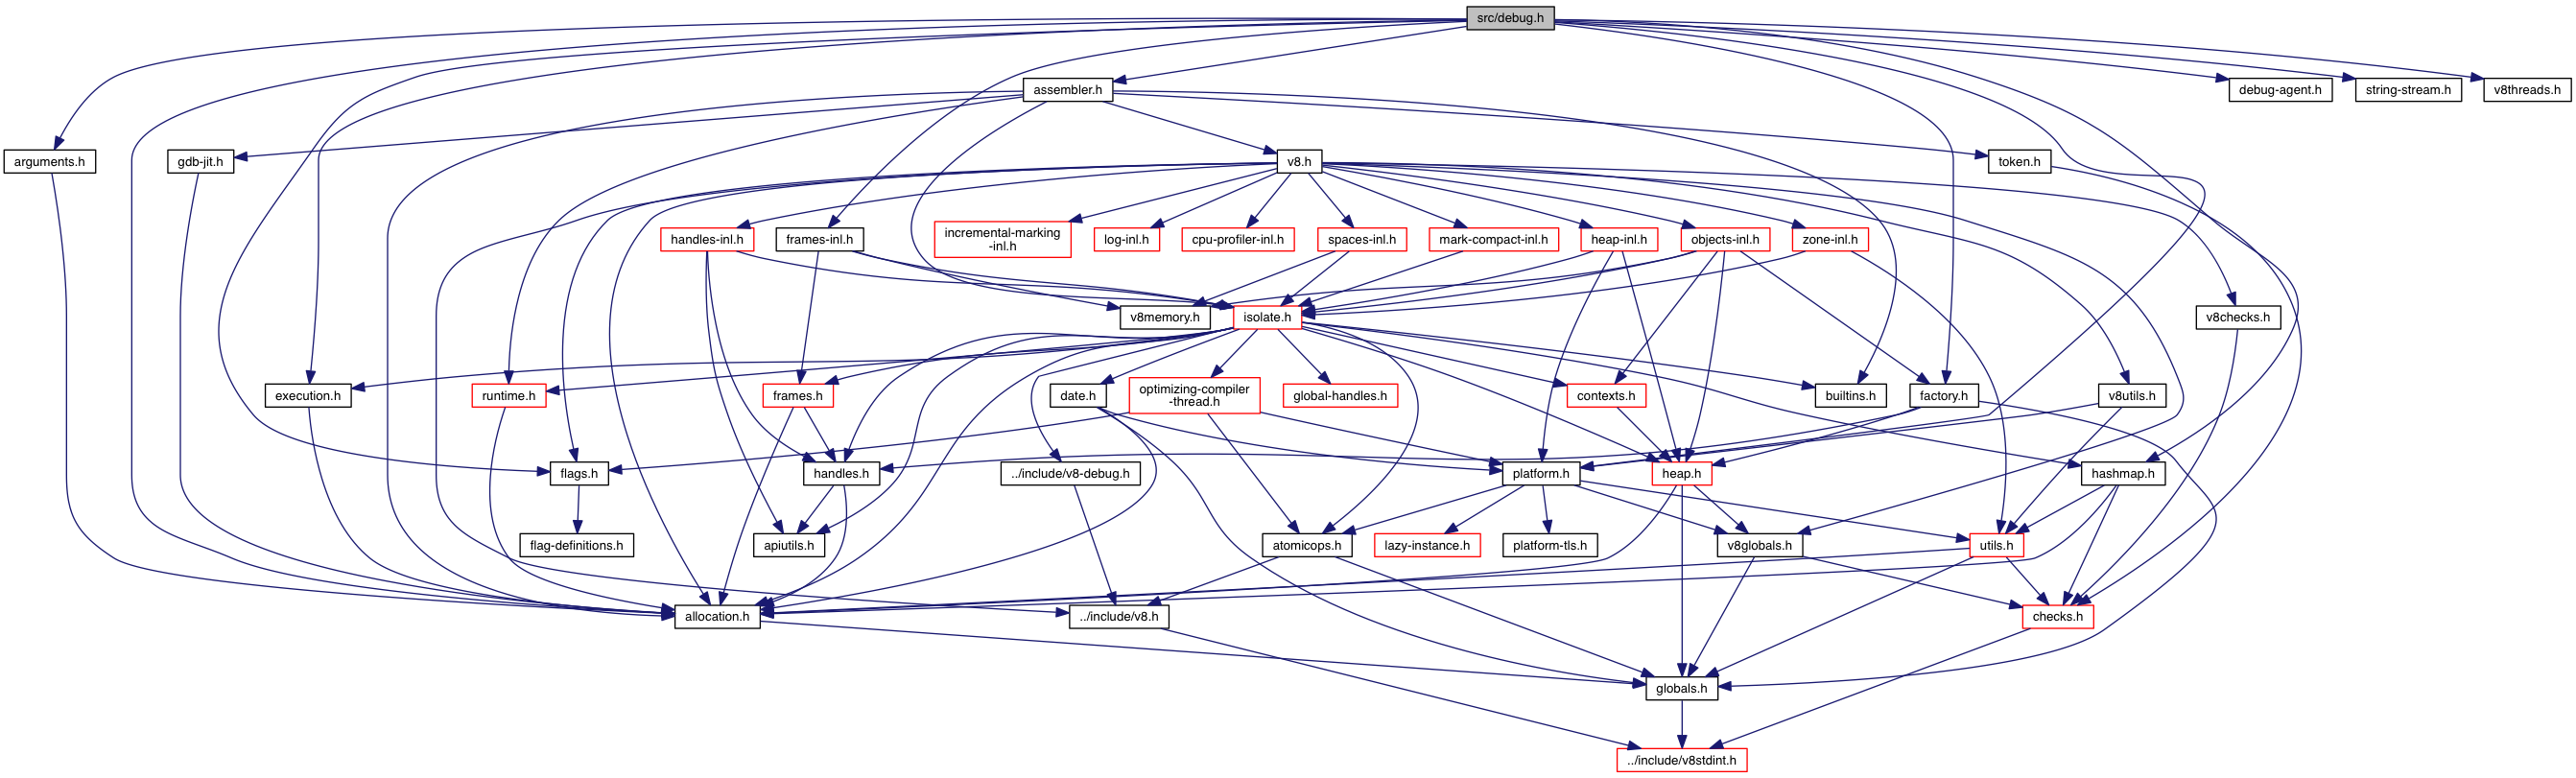 src/debug.h
assembler.h
debug-agent.h
string-stream.h
v8threads.h
arguments.h
gdb-jit.h
v8.h
token.h
handles-inl.h
frames-inl.h
incremental-marking
-inl.h
log-inl.h
cpu-profiler-inl.h
spaces-inl.h
mark-compact-inl.h
heap-inl.h
objects-inl.h
zone-inl.h
v8memory.h
isolate.h
v8checks.h
execution.h
runtime.h
frames.h
date.h
optimizing-compiler
-thread.h
global-handles.h
contexts.h
builtins.h
factory.h
v8utils.h
flags.h
handles.h
../include/v8-debug.h
platform.h
heap.h
hashmap.h
flag-definitions.h
apiutils.h
atomicops.h
lazy-instance.h
platform-tls.h
v8globals.h
utils.h
allocation.h
../include/v8.h
checks.h
globals.h
../include/v8stdint.h